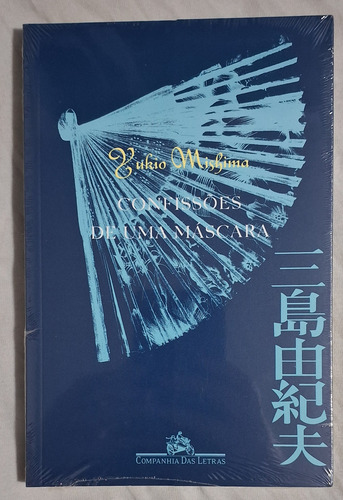 Yukio Mishima
CONFISSÕES
DE UMA MÁSCARA
三島由紀夫
COMPANHIA DAS LETRAS